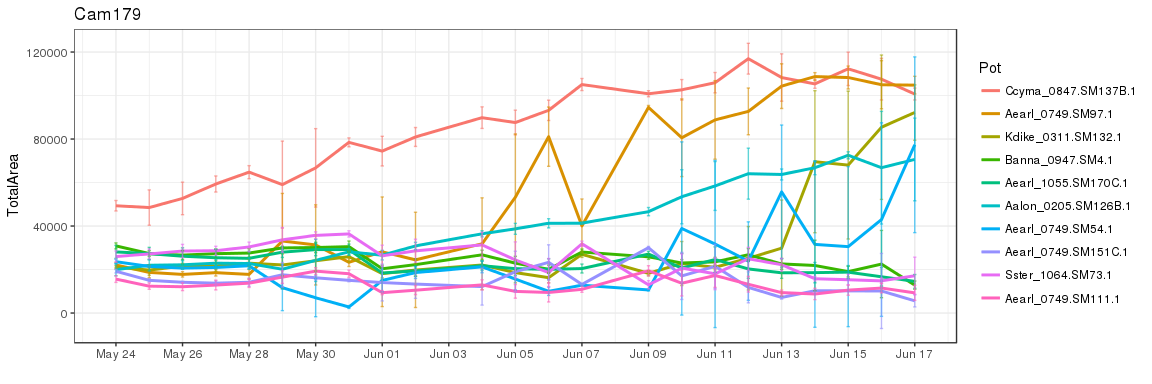 Cam179
TotalArea
120000
80000
40000
0
May 24 May 26 May 28 May 30 Jun 01 Jun 03 Jun 05 Jun 07 Jun 09 Jun 11 Jun 13 Jun 15 Jun 17
Pot
Ccyma_0847.SM137B.1
Aearl_0749.SM97.1
Kdike_0311.SM132.1
Banna_0947.SM4.1
Aearl_1055.SM170C.1
Aalon_0205.SM126B.1
Aearl_0749.SM54.1
Aearl_0749.SM151C.1
Sster_1064.SM73.1
Aearl_0749.SM111.1